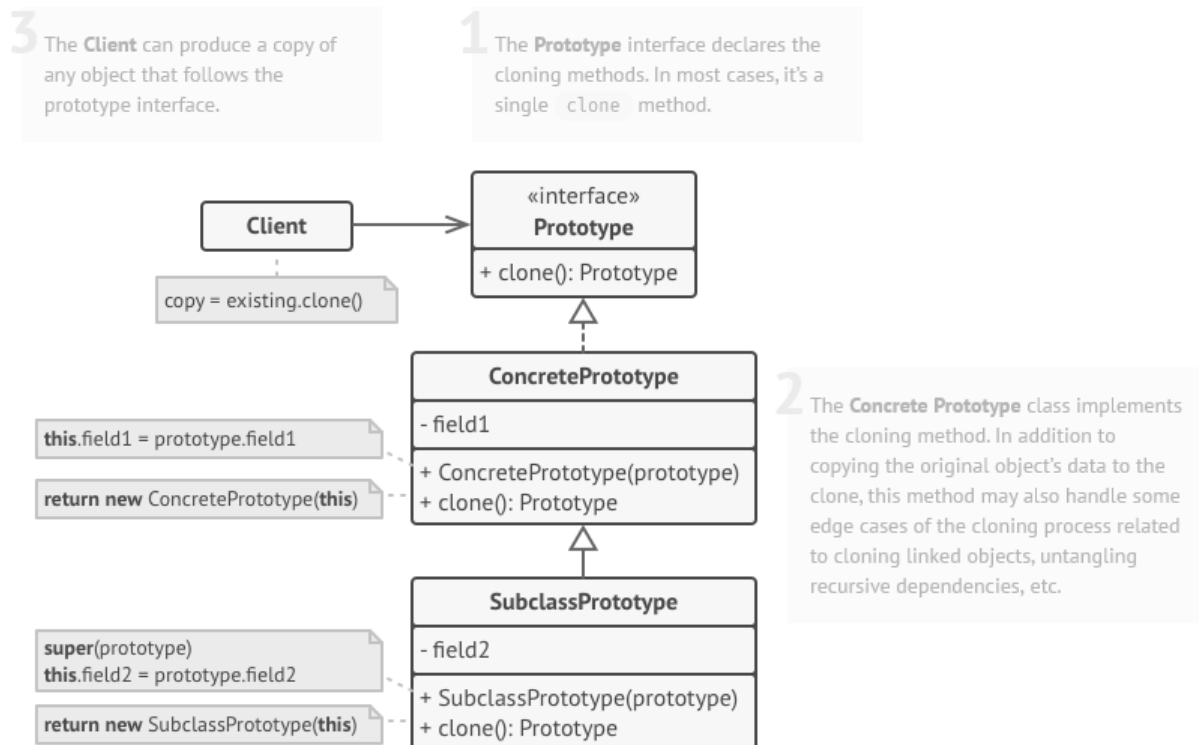 3
The Client can produce a copy of
any object that follows the
prototype interface.
1
The Prototype interface declares the
cloning methods. In most cases, it's a
single clone method.
«interface»
Prototype
+ clone(): Prototype
Client
copy = existing.clone()
ConcretePrototype
- field1
+ ConcretePrototype(prototype)
+ clone(): Prototype
this.field1 = prototype.field1
return new ConcretePrototype(this)
2
The Concrete Prototype class implements
the cloning method. In addition to
copying the original object's data to the
clone, this method may also handle some
edge cases of the cloning process related
to cloning linked objects, untangling
recursive dependencies, etc.
SubclassPrototype
- field2
+ SubclassPrototype(prototype)
+ clone(): Prototype
super(prototype)
this.field2 = prototype.field2
return new SubclassPrototype(this)